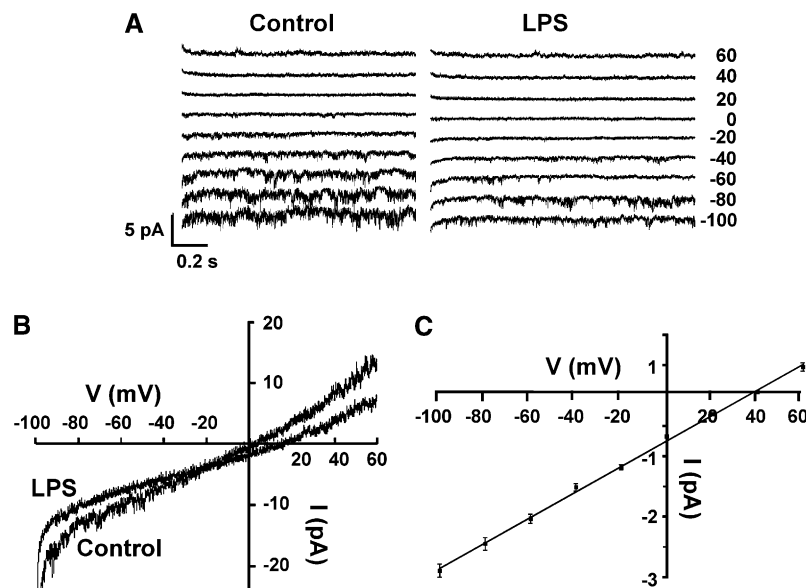 A
Control
LPS
60
40
20
0
-20
-40
-60
-80
-100
5 pA
0.2 s
B
20
10
V (mV)
-100 -80 -60 -40 -20
20 40 60
LPS
Control
-10
-20
I (pA)
C
1
V (mV)
-100 -80 -60 -40 -20 20 40 60
-1
-2
-3
I (pA)